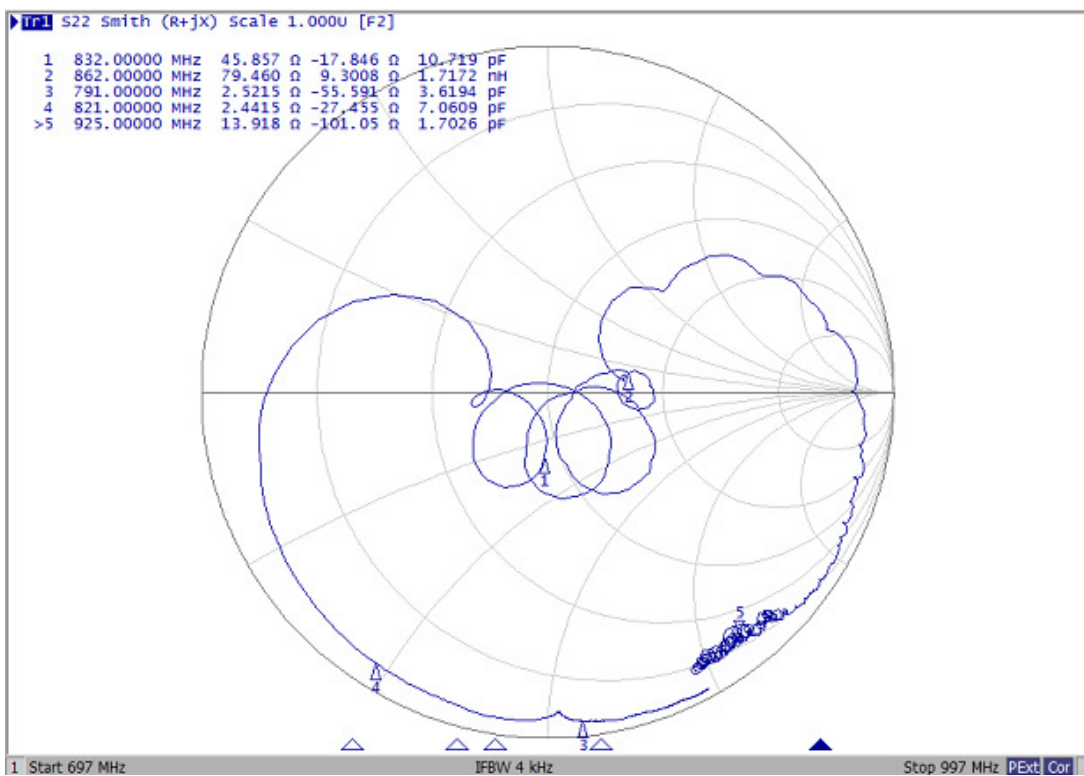 Tr1 S22 Smith (R+jX) Scale 1.000U [F2]
1 832.00000 MHz 45.857 Ω -17.846 Ω 10.719 pF
2 862.00000 MHz 79.460 Ω 9.3008 Ω 1.7172 nH
3 791.00000 MHz 2.5215 Ω -55.591 Ω 3.6194 pF
4 821.00000 MHz 2.4415 Ω -27.455 Ω 7.0609 pF
>5 925.00000 MHz 13.918 Ω -101.05 Ω 1.7026 pF
2
1
5
4
3
1 Start 697 MHz IFBW 4 kHz Stop 997 MHz PExt Cor